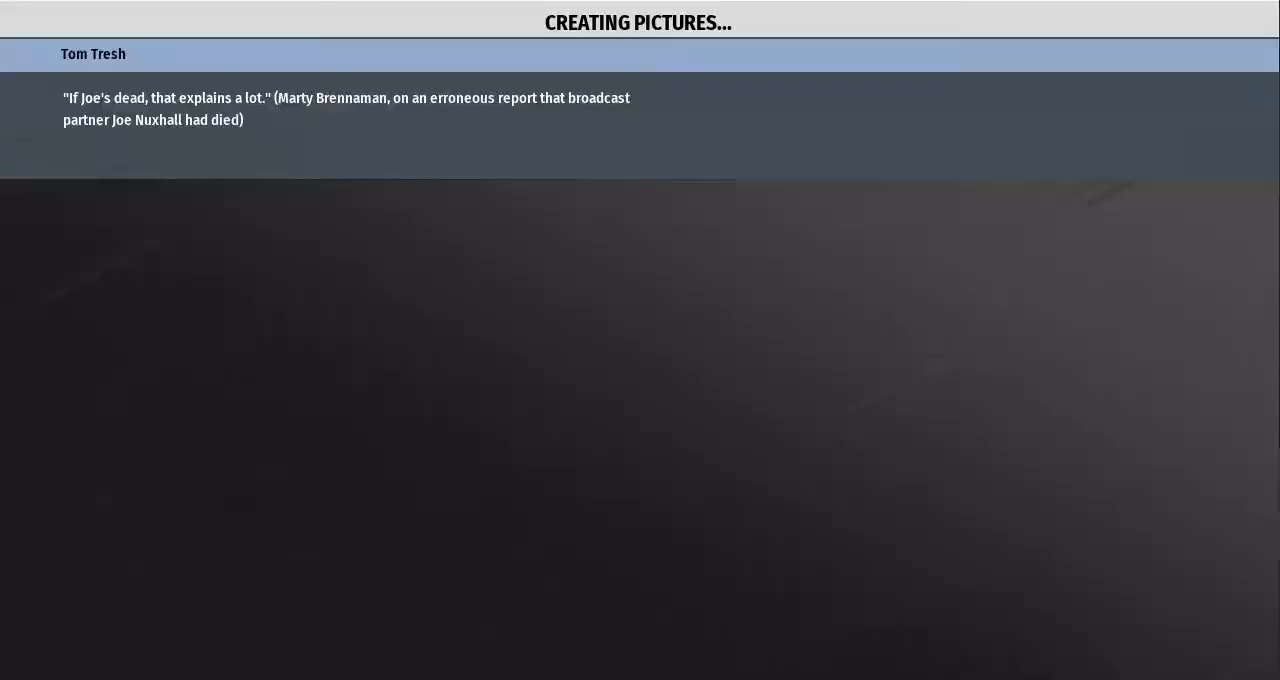 CREATING PICTURES...
Tom Tresh
"If Joe's dead, that explains a lot." (Marty Brennaman, on an erroneous report that broadcast
partner Joe Nuxhall had died)